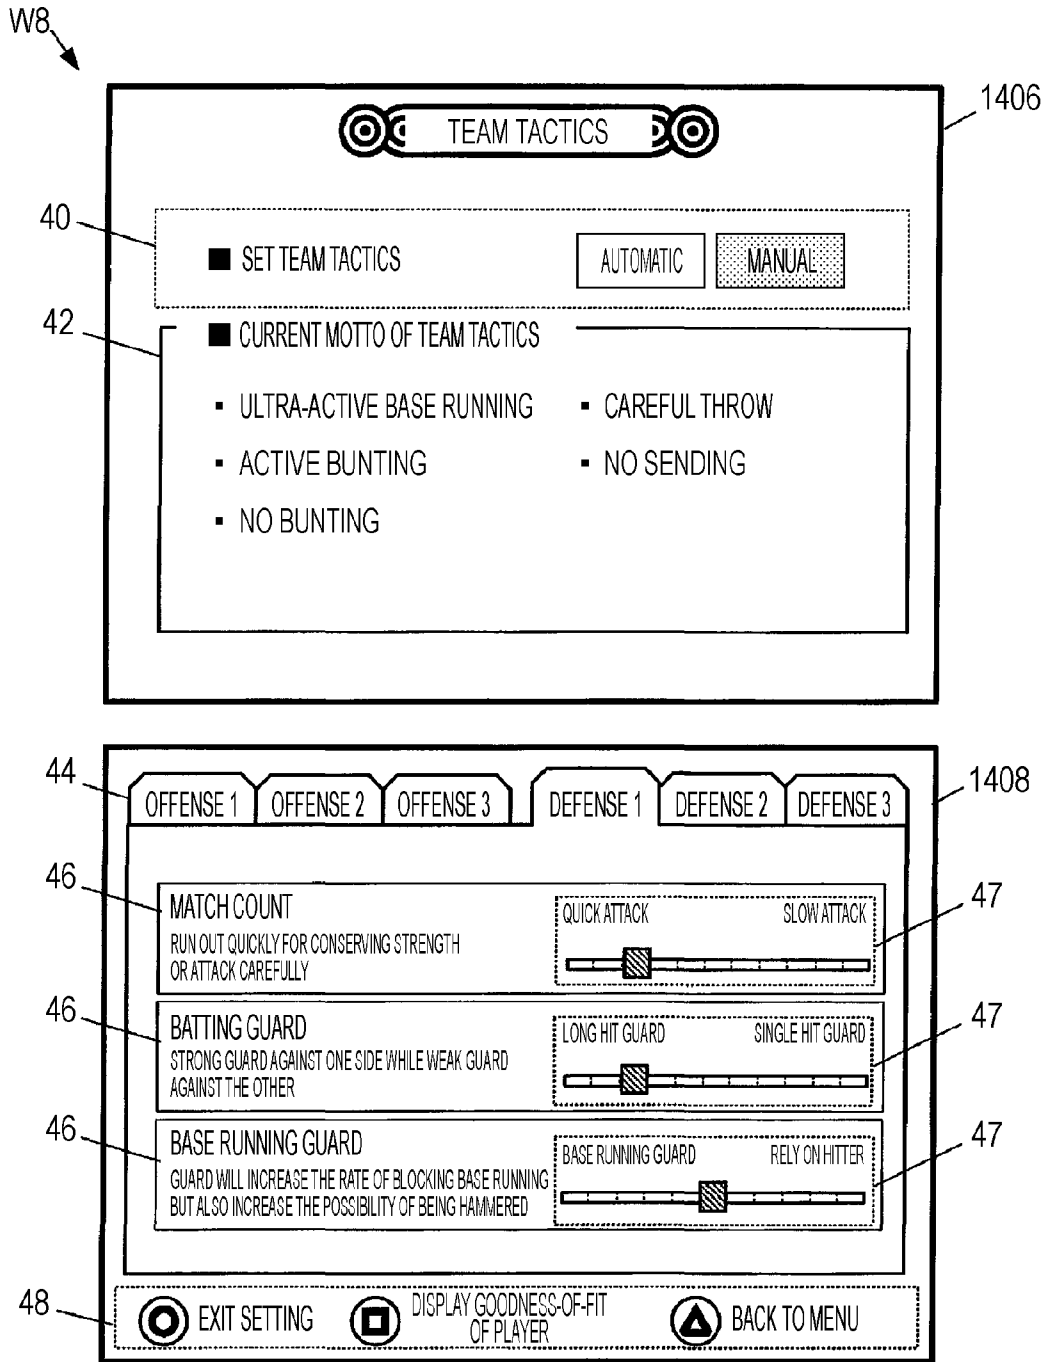 W8
1406
TEAM TACTICS
40
■ SET TEAM TACTICS
AUTOMATIC
MANUAL
42
■ CURRENT MOTTO OF TEAM TACTICS
▪ ULTRA-ACTIVE BASE RUNNING
▪ CAREFUL THROW
▪ ACTIVE BUNTING
▪ NO SENDING
▪ NO BUNTING
44
1408
OFFENSE 1
OFFENSE 2
OFFENSE 3
DEFENSE 1
DEFENSE 2
DEFENSE 3
46
47
MATCH COUNT
RUN OUT QUICKLY FOR CONSERVING STRENGTH
OR ATTACK CAREFULLY
QUICK ATTACK
SLOW ATTACK
46
47
BATTING GUARD
STRONG GUARD AGAINST ONE SIDE WHILE WEAK GUARD
AGAINST THE OTHER
LONG HIT GUARD
SINGLE HIT GUARD
46
47
BASE RUNNING GUARD
GUARD WILL INCREASE THE RATE OF BLOCKING BASE RUNNING
BUT ALSO INCREASE THE POSSIBILITY OF BEING HAMMERED
BASE RUNNING GUARD
RELY ON HITTER
48
EXIT SETTING
DISPLAY GOODNESS-OF-FIT
OF PLAYER
BACK TO MENU